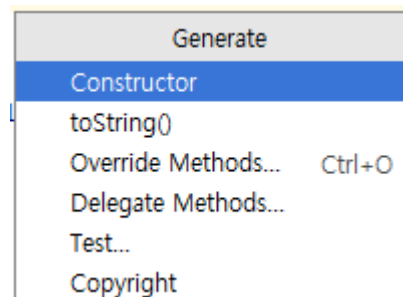 Generate
Constructor
toString()
Override Methods... Ctrl+O
Delegate Methods...
Test...
Copyright